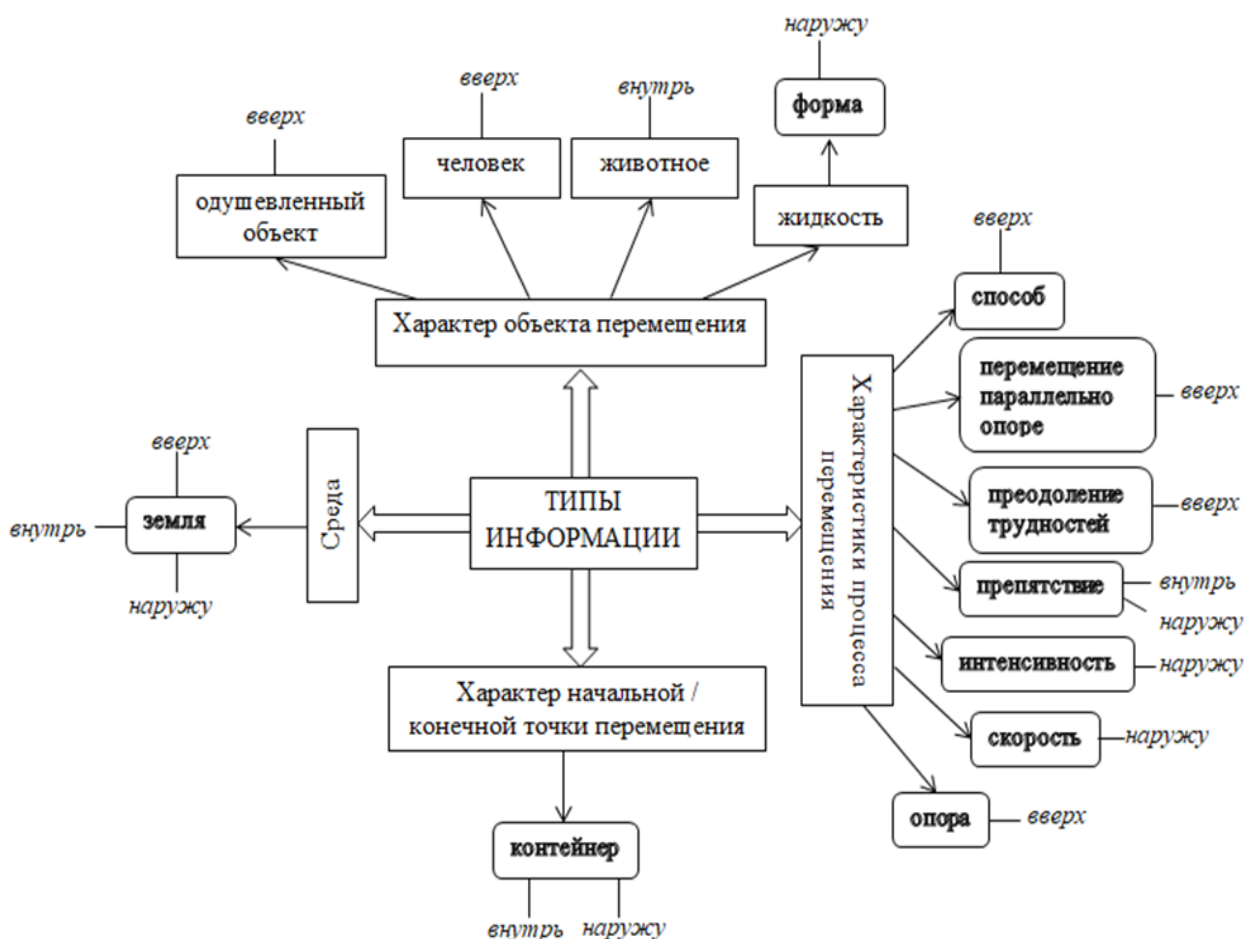 наружу
вверх
внутрь
вверх
форма
человек
животное
одушевленный
объект
жидкость
вверх
способ
Характер объекта перемещения
перемещение
параллельно
опоре
вверх
Характеристики процесса
перемещения
вверх
Среда
ТИПЫ
ИНФОРМАЦИИ
преодоление
трудностей
вверх
внутрь
земля
наружу
препятствие
внутрь
наружу
интенсивность
наружу
Характер начальной /
конечной точки перемещения
скорость
наружу
опора
вверх
контейнер
внутрь
наружу